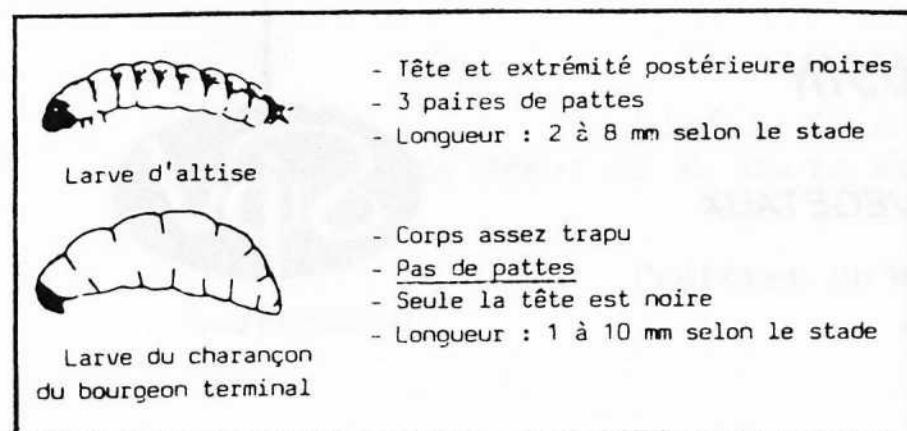 - Tête et extrémité postérieure noires
- 3 paires de pattes
- Longueur : 2 à 8 mm selon le stade
Larve d'altise
- Corps assez trapu
- Pas de pattes
- Seule la tête est noire
- Longueur : 1 à 10 mm selon le stade
Larve du charançon
du bourgeon terminal